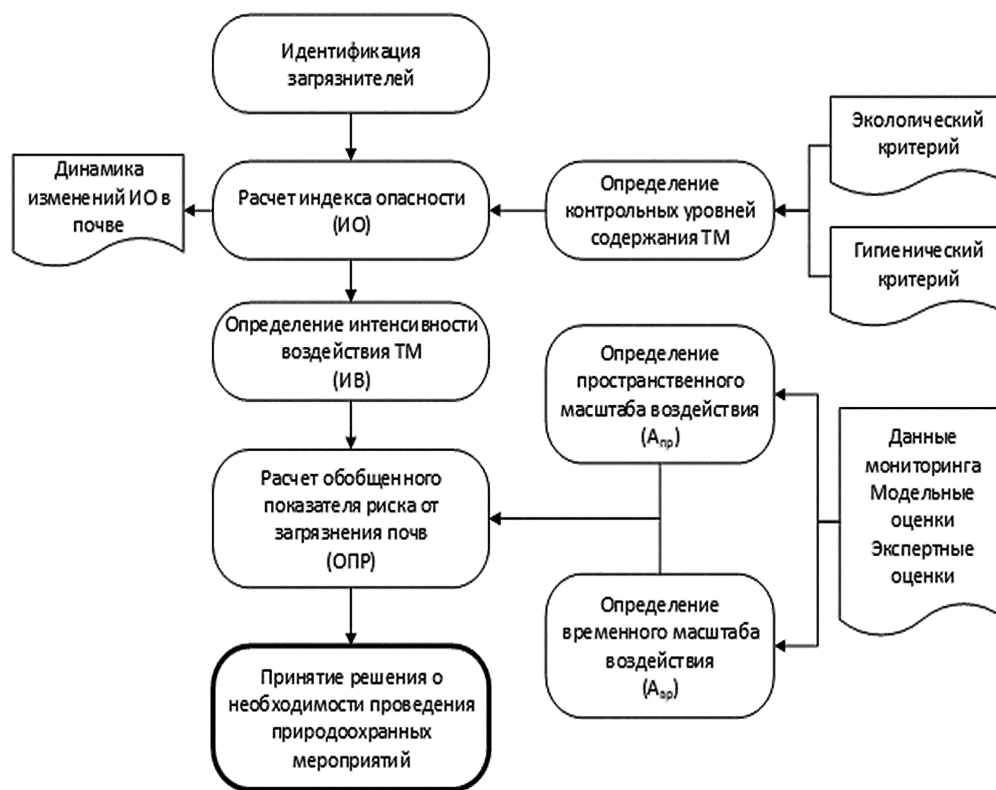 Идентификация
загрязнителей
Экологический
критерий
Динамика
изменений ИО в
почве
Расчет индекса опасности
(ИО)
Определение
контрольных уровней
содержания ТМ
Гигиенический
критерий
Определение интенсивности
воздействия ТМ
(ИВ)
Определение
пространственного
масштаба воздействия
(Апр)
Данные
мониторинга
Модельные
оценки
Экспертные
оценки
Расчет обобщенного
показателя риска от
загрязнения почв
(ОПР)
Определение
временного масштаба
воздействия
(Авр)
Принятие решения о
необходимости проведения
природоохранных
мероприятий